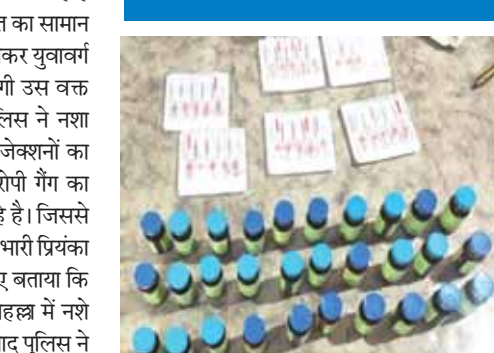 त का सामान
कर युवावर्ग
गी उस वक्त
लिस ने नशा
जेक्शनों का
रोपी गैंग का
हे है। जिससे
भारी प्रियंका
ए बताया कि
हल्ला में नशे
ाद पुलिस ने